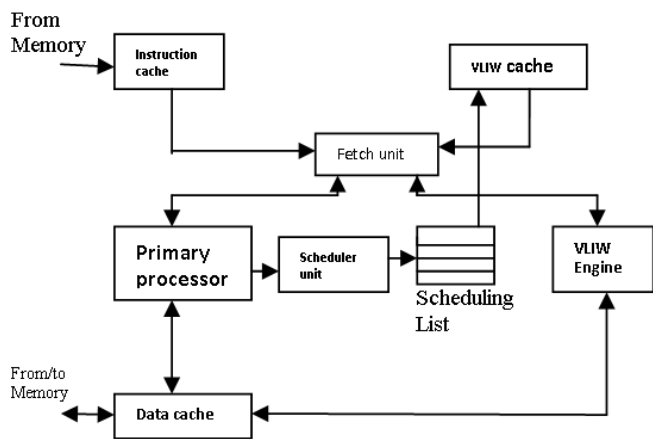 From
Memory
Instruction
cache
VLIW cache
Fetch unit
Primary
processor
Scheduler
unit
Scheduling
List
VLIW
Engine
From/to
Memory
Data cache